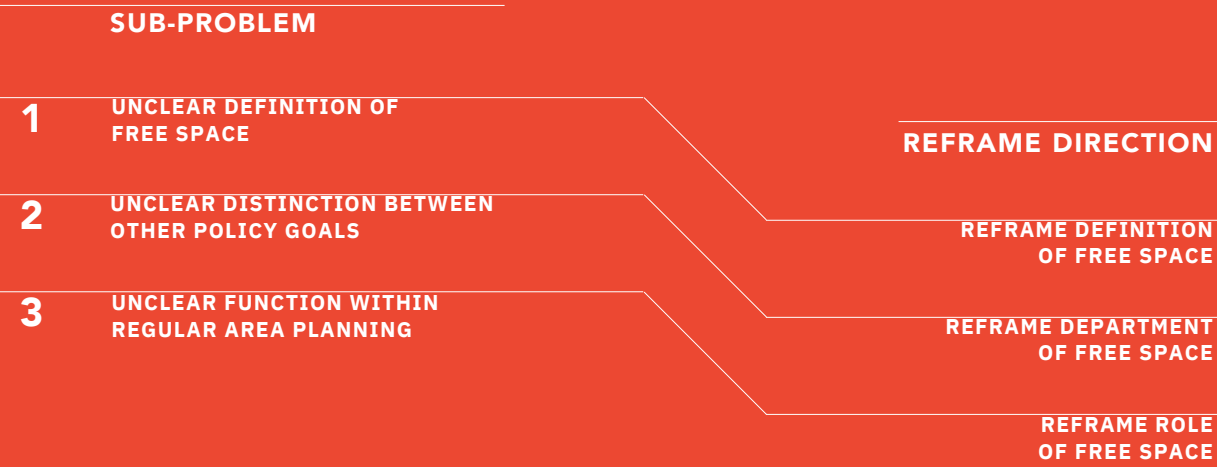 SUB-PROBLEM
1
UNCLEAR DEFINITION OF
FREE SPACE
2
UNCLEAR DISTINCTION BETWEEN
OTHER POLICY GOALS
3
UNCLEAR FUNCTION WITHIN
REGULAR AREA PLANNING
REFRAME DIRECTION
REFRAME DEFINITION
OF FREE SPACE
REFRAME DEPARTMENT
OF FREE SPACE
REFRAME ROLE
OF FREE SPACE